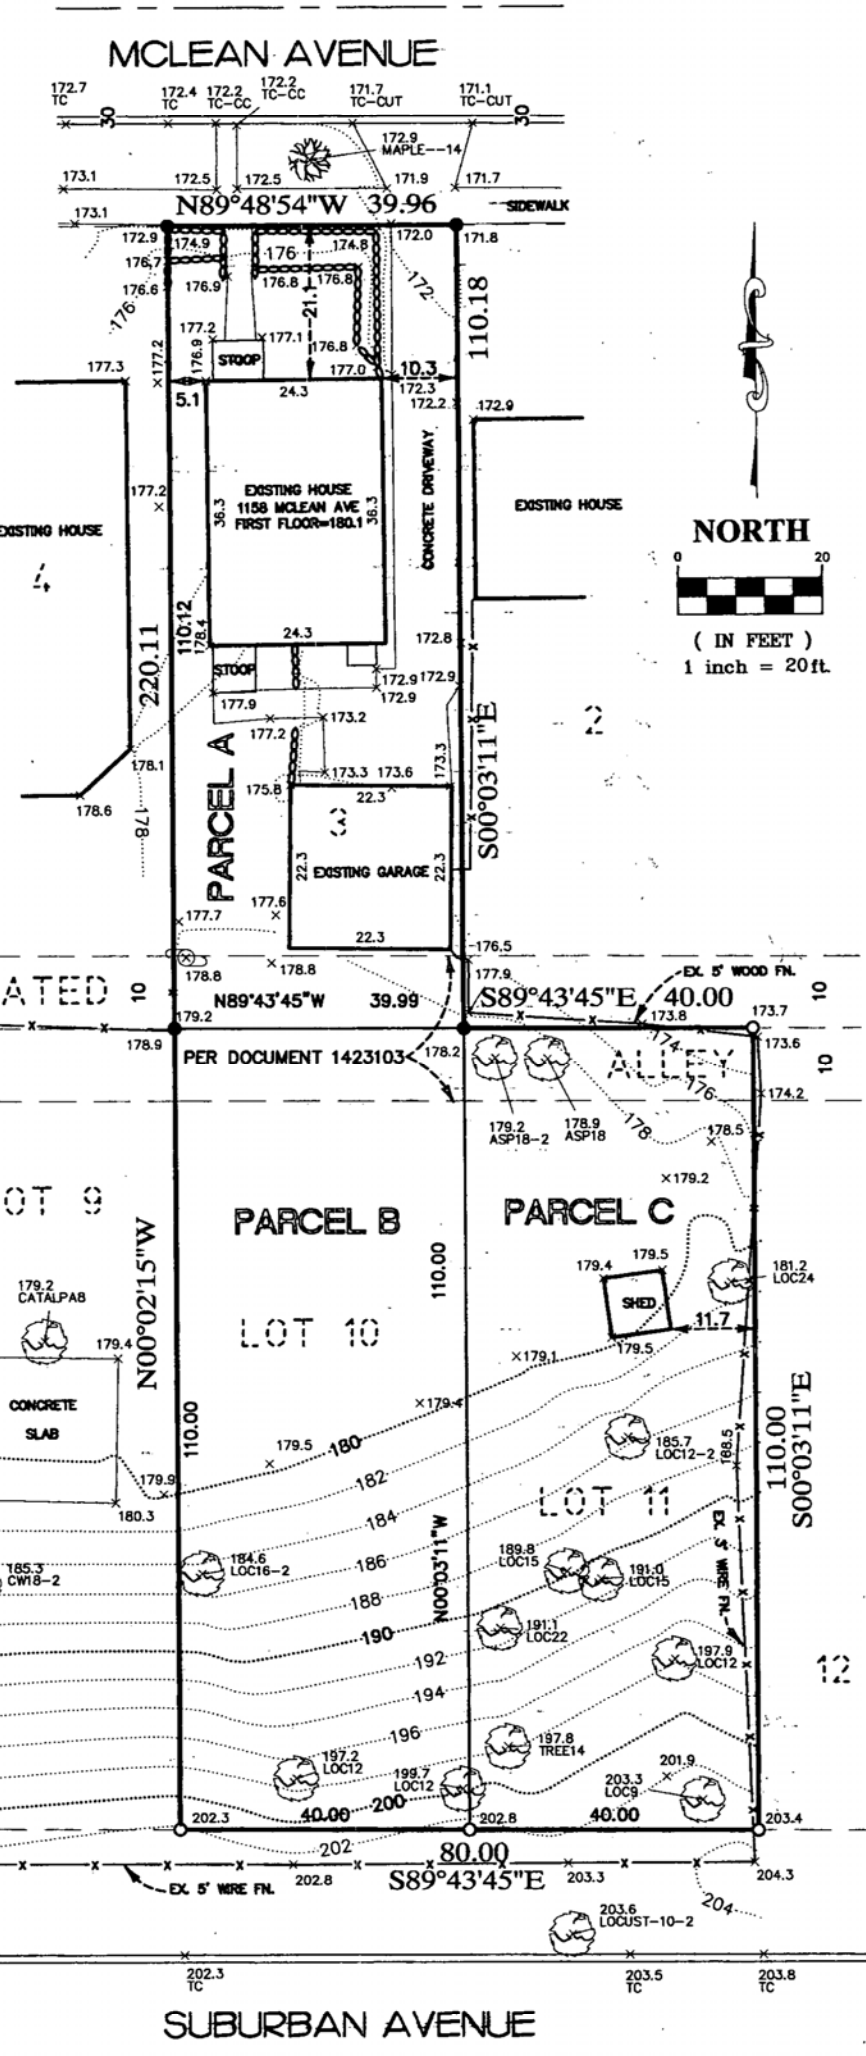 MCLEAN AVENUE
172.7
TC
30
172.4
TC
172.2
TC-CC
172.2
TC-CC
171.7
TC-CUT
171.1
TC-CUT
30
172.9
MAPLE--14
173.1
172.5
172.5
171.9
171.7
N89°48'54"W 39.96
SIDEWALK
173.1
172.9
174.9
176
174.8
172.0
171.8
176.7
176.6
176.9
176.8
176.8
172
176
21.1
110.18
177.2
177.1
176.8
177.2
176.9
STOOP
177.3
177.0
10.3
5.1
24.3
172.3
172.2
172.9
CONCRETE DRIVEWAY
177.2
EXISTING HOUSE
1158 MCLEAN AVE
FIRST FLOOR=180.1
36.3
36.3
EXISTING HOUSE
EXISTING HOUSE
4
NORTH
0 20
( IN FEET )
1 inch = 20ft.
220.11
110.12
178.4
24.3
172.8
STOOP
172.9
172.9
172.9
177.9
173.2
177.2
2
S00°03'11"E
178.1
178.6
178
PARCEL A
173.3
175.8
173.3
173.6
22.3
3
22.3
EXISTING GARAGE
22.3
177.7
177.6
22.3
176.5
178.8
178.8
177.9
EX. 5' WOOD FN.
ATED
10
N89°43'45"W 39.99
S89°43'45"E 40.00
10
179.2
173.8
173.7
178.9
PER DOCUMENT 1423103
178.2
174
173.6
ALLEY
10
176
174.2
179.2
ASP18-2
178.9
ASP18
178
178.5
179.2
OT 9
PARCEL B
PARCEL C
N00°02'15"W
110.00
179.4
179.5
181.2
LOC24
179.2
CATALPA8
SHED
11.7
LOT 10
179.4
179.5
179.1
CONCRETE
SLAB
179.4
110.00
185.7
LOC12-2
188.5
110.00
S00°03'11"E
179.5
180
179.9
182
180.3
LOT 11
184
N00°03'11"W
EX. 5' WIRE FN.
185.3
CW18-2
184.6
LOC16-2
186
189.8
LOC15
191.0
LOC15
188
190
191.1
LOC22
192
197.9
LOC12
12
194
196
197.2
LOC12
199.7
LOC12
197.8
TREE14
201.9
203.3
LOC9
202.3
40.00
200
202.8
40.00
203.4
202
80.00
S89°43'45"E
EX. 5' WIRE FN.
202.8
203.3
204.3
204
203.6
LOCUST-10-2
202.3
TC
203.5
TC
203.8
TC
SUBURBAN AVENUE